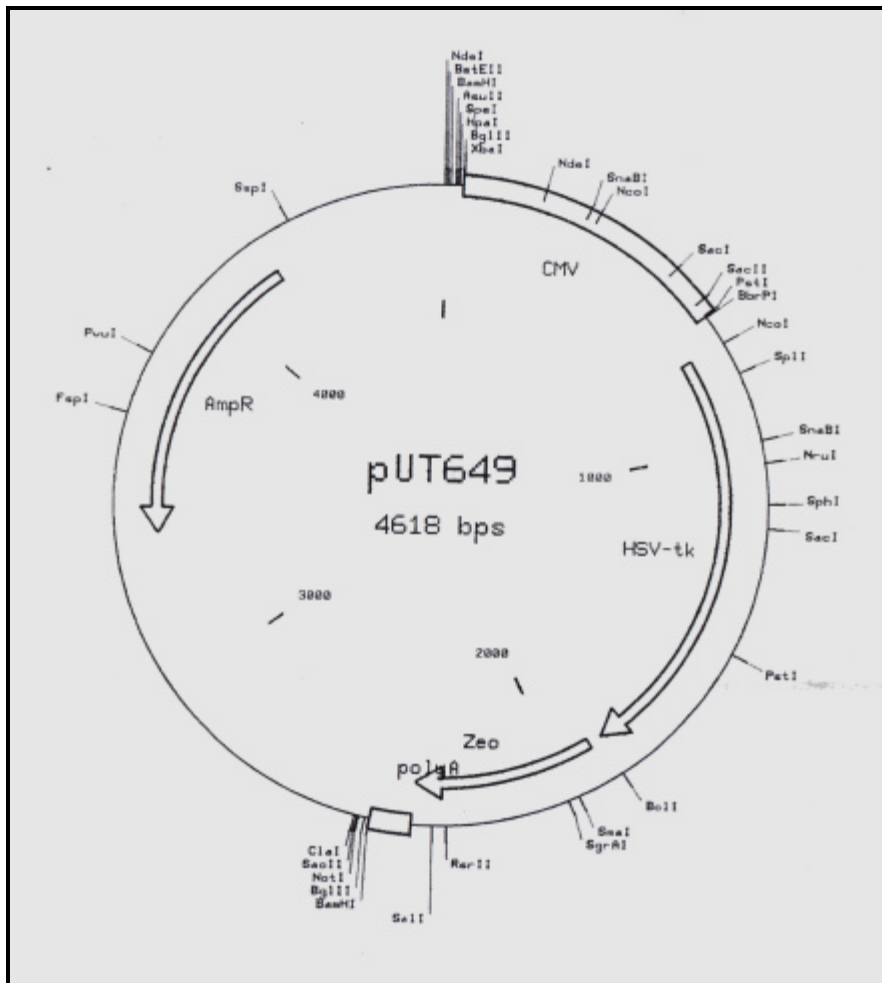 NdeI
BstEII
BamHI
AsuII
SpeI
HpaI
BglII
XbaI
NdeI
SnaBI
NcoI
SspI
SacI
CMV
SacII
PstI
BbrPI
NcoI
PvuI
SplI
4000
FspI
AmpR
SnaBI
pUT649
NruI
1000
SphI
4618 bps
SacI
HSV-tk
3000
2000
PstI
Zeo
polyA
BclI
SmaI
SgrAI
ClaI
SacII
RsrII
NotI
BglII
BamHI
SalI